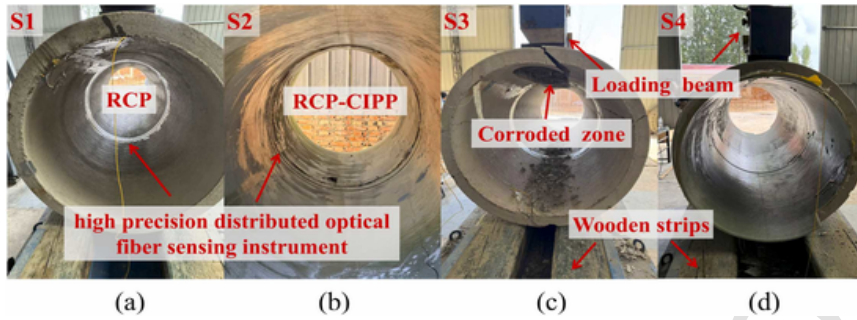 S1
S2
S3
S4
RCP
RCP-CIPP
Loading beam
Corroded zone
high precision distributed optical
fiber sensing instrument
Wooden strips
(a)
(b)
(c)
(d)